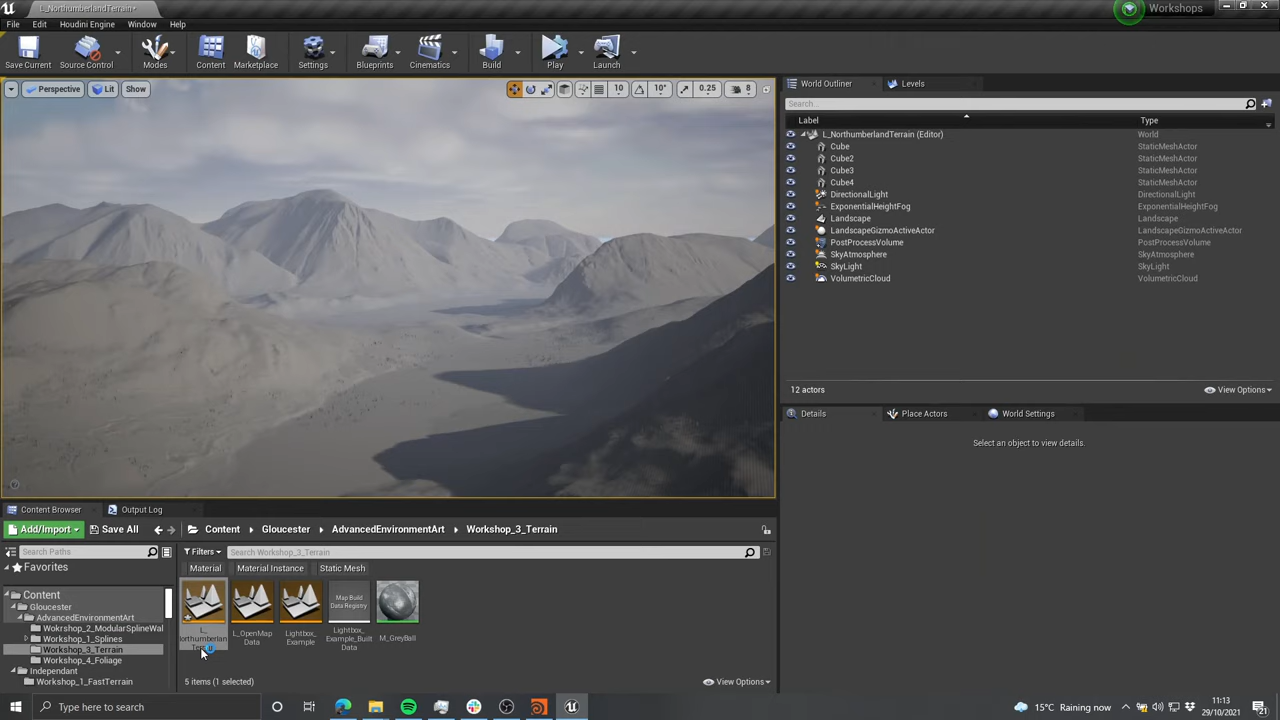 L_NorthumberlandTerrain*
Workshops
File Edit Houdini Engine Window Help
Save Current Source Control Modes Content Marketplace Settings Blueprints Cinematics Build Play Launch
Perspective Lit Show 10 10° 0.25 8
World Outliner Levels
Search...
Label Type
L_NorthumberlandTerrain (Editor) World
Cube StaticMeshActor
Cube2 StaticMeshActor
Cube3 StaticMeshActor
Cube4 StaticMeshActor
DirectionalLight DirectionalLight
ExponentialHeightFog ExponentialHeightFog
Landscape Landscape
LandscapeGizmoActiveActor LandscapeGizmoActiveActor
PostProcessVolume PostProcessVolume
SkyAtmosphere SkyAtmosphere
SkyLight SkyLight
VolumetricCloud VolumetricCloud
12 actors View Options
Details Place Actors World Settings
Select an object to view details.
Content Browser Output Log
Add/Import Save All Content Gloucester AdvancedEnvironmentArt Workshop_3_Terrain
Search Paths Filters Search Workshop_3_Terrain
Favorites
Material Material Instance Static Mesh
Content
Gloucester
AdvancedEnvironmentArt
Wokrshop_2_ModularSplineWal
Workshop_1_Splines
Workshop_3_Terrain
Workshop_4_Foliage
Independant
Workshop_1_FastTerrain
Map Build
Data Registry
L_
L_OpenMap
Data
Lightbox_
Example
Lightbox_
Example_Built
Data
M_GreyBall
5 items (1 selected) View Options
Type here to search
15°C Raining now
11:13
29/10/2021
21